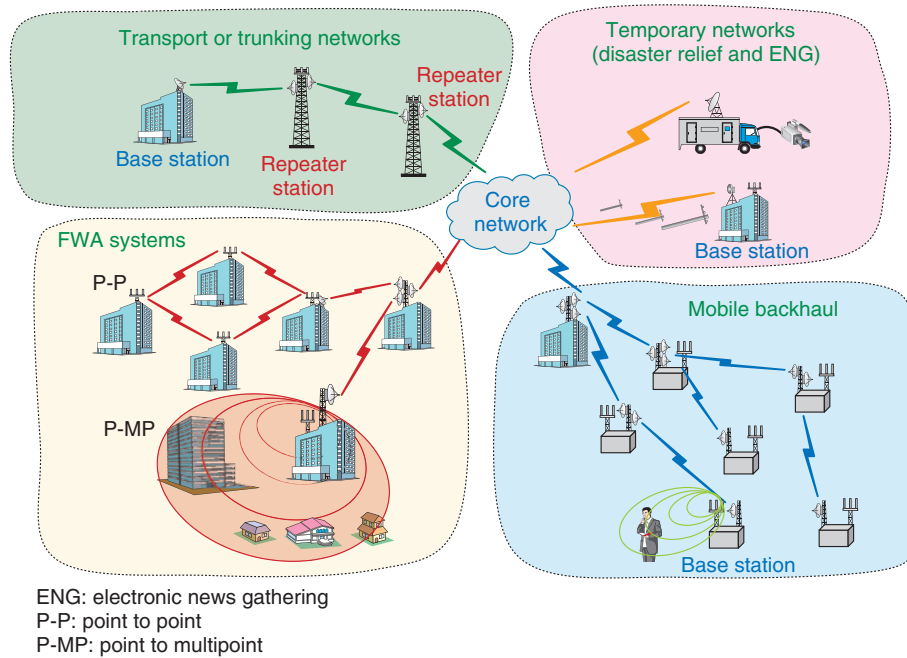 Transport or trunking networks
Repeater
station
Base station
Repeater
station
Temporary networks
(disaster relief and ENG)
Base station
Core
network
FWA systems
P-P
P-MP
Mobile backhaul
Base station
ENG: electronic news gathering
P-P: point to point
P-MP: point to multipoint